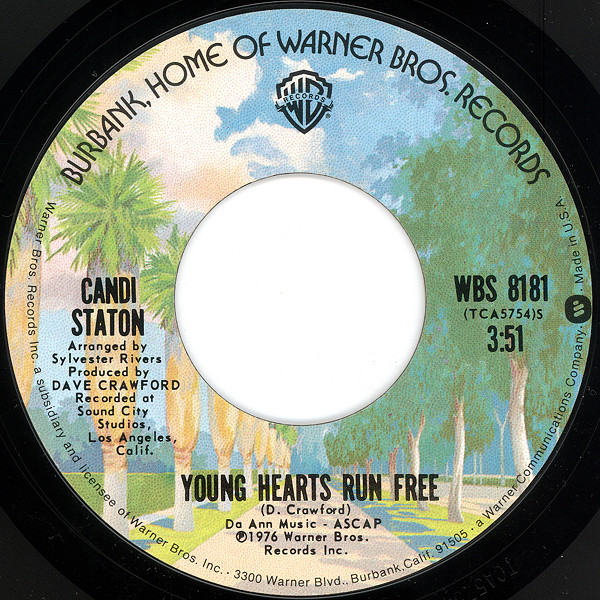 BURBANK, HOME OF WARNER BROS. RECORDS
WB
RECORDS
CANDI
STATON
Arranged by
Sylvester Rivers
Produced by
DAVE CRAWFORD
Recorded at
Sound City
Studios,
Los Angeles,
Calif.
WBS 8181
(TCA5754)S
3:51
YOUNG HEARTS RUN FREE
(D. Crawford)
Da Ann Music - ASCAP
℗1976 Warner Bros.
Records Inc.
Warner Bros. Records Inc. a subsidiary and licensee of Warner Bros. Inc. · 3300 Warner Blvd., Burbank, Calif. 91505 · a Warner Communications Company · Made in U.S.A.